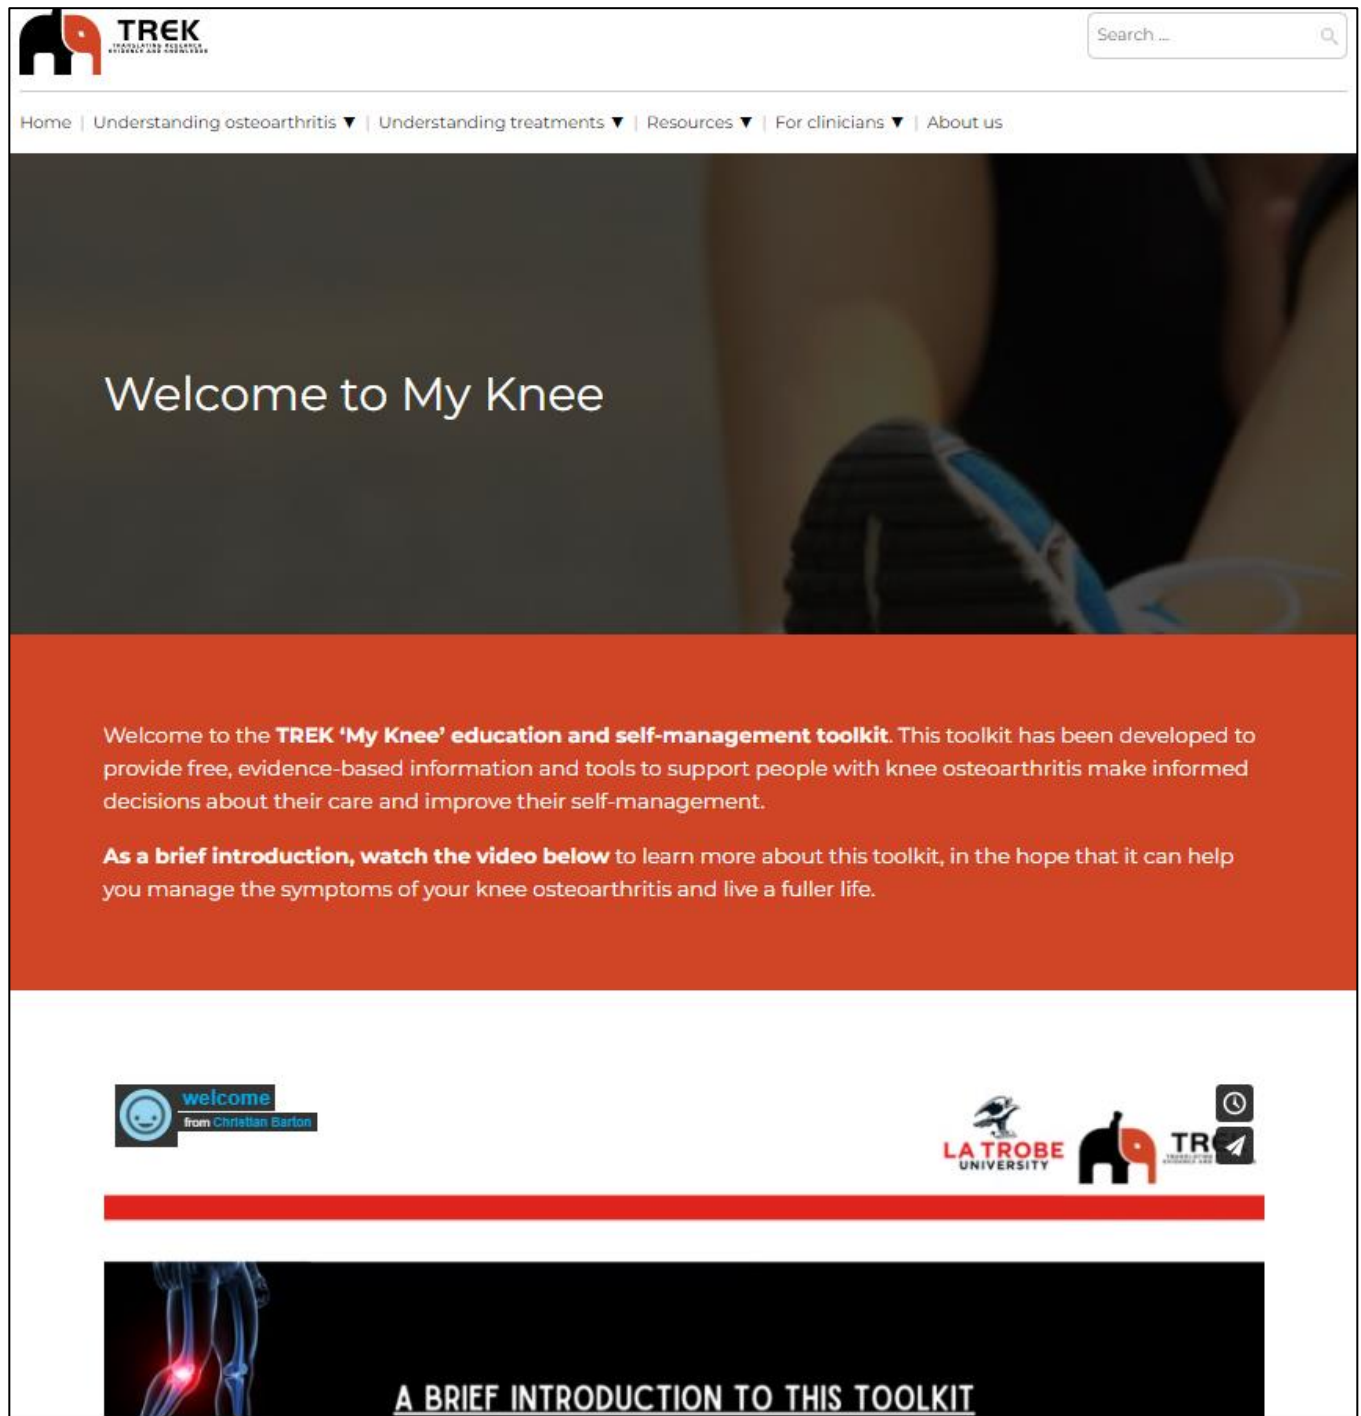 TREK
TRANSLATING RESEARCH
EVIDENCE AND KNOWLEDGE
Search ...
Home | Understanding osteoarthritis ▼ | Understanding treatments ▼ | Resources ▼ | For clinicians ▼ | About us
Welcome to My Knee
Welcome to the TREK ‘My Knee’ education and self-management toolkit. This toolkit has been developed to
provide free, evidence-based information and tools to support people with knee osteoarthritis make informed
decisions about their care and improve their self-management.
As a brief introduction, watch the video below to learn more about this toolkit, in the hope that it can help
you manage the symptoms of your knee osteoarthritis and live a fuller life.
welcome
from Christian Barton
LA TROBE
UNIVERSITY
TR
A BRIEF INTRODUCTION TO THIS TOOLKIT